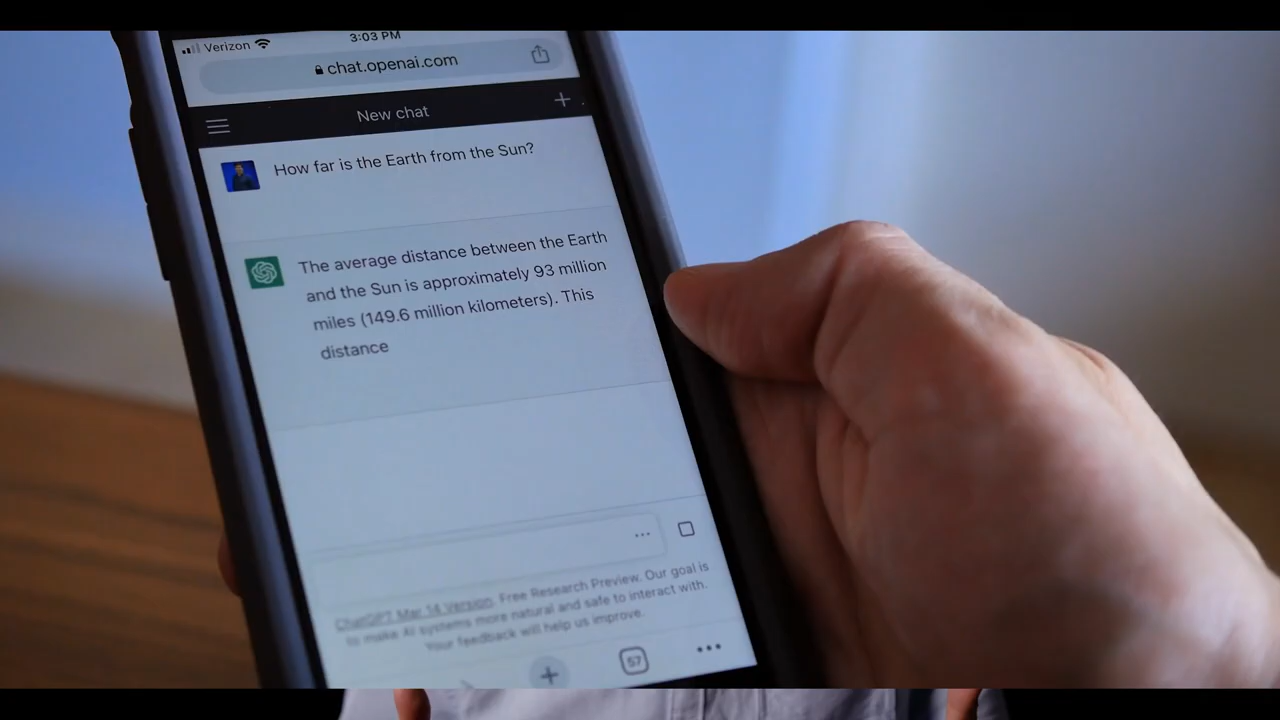 Verizon 3:03 PM
chat.openai.com
New chat
How far is the Earth from the Sun?
The average distance between the Earth
and the Sun is approximately 93 million
miles (149.6 million kilometers). This
distance
ChatGPT Mar 14 Version. Free Research Preview. Our goal is
to make AI systems more natural and safe to interact with.
Your feedback will help us improve.
57